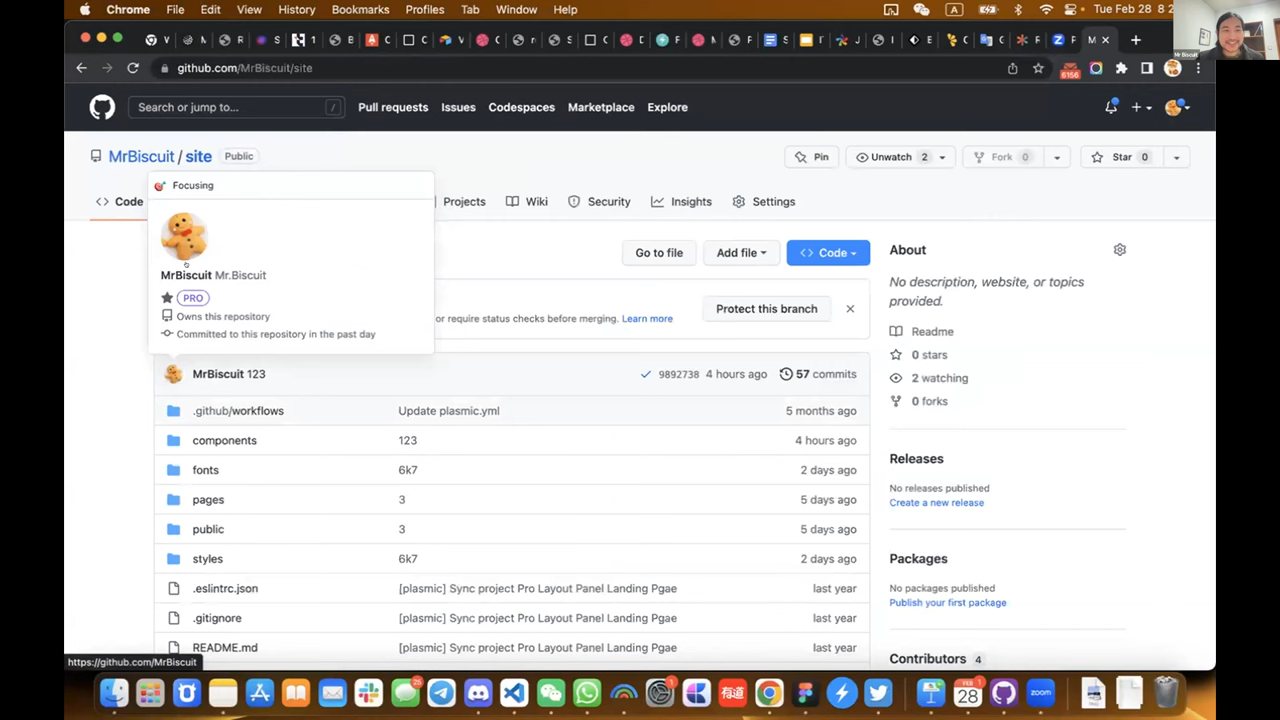 Chrome File Edit View History Bookmarks Profiles Tab Window Help
A
Tue Feb 28 8
Mr Biscuit
github.com/MrBiscuit/site
6156
Search or jump to... /
Pull requests Issues Codespaces Marketplace Explore
MrBiscuit / site Public
Pin Unwatch 2 Fork 0 Star 0
Focusing
Code Projects Wiki Security Insights Settings
MrBiscuit Mr.Biscuit
PRO
Owns this repository
Committed to this repository in the past day
Go to file Add file Code
or require status checks before merging. Learn more
Protect this branch
MrBiscuit 123 9892738 4 hours ago 57 commits
.github/workflows Update plasmic.yml 5 months ago
components 123 4 hours ago
fonts 6k7 2 days ago
pages 3 5 days ago
public 3 5 days ago
styles 6k7 2 days ago
.eslintrc.json [plasmic] Sync project Pro Layout Panel Landing Pgae last year
.gitignore [plasmic] Sync project Pro Layout Panel Landing Pgae last year
README.md [plasmic] Sync project Pro Layout Panel Landing Pgae last year
About
No description, website, or topics
provided.
Readme
0 stars
2 watching
0 forks
Releases
No releases published
Create a new release
Packages
No packages published
Publish your first package
Contributors 4
https://github.com/MrBiscuit
有道
28
zoom